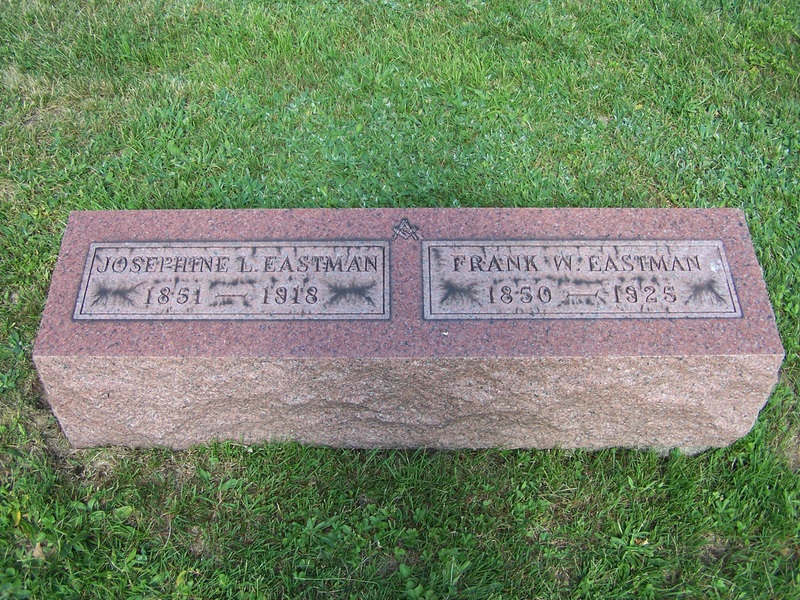 JOSEPHINE L. EASTMAN
1851 — 1918
FRANK W. EASTMAN
1850 — 1925